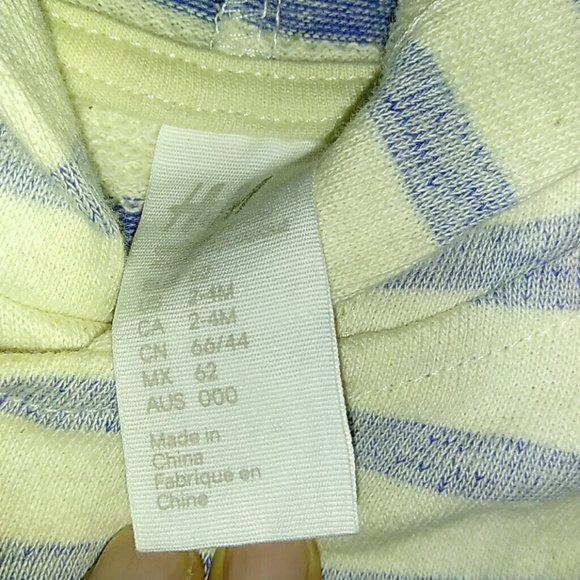 2-4M
CA 2-4M
CN 66/44
MX 62
AUS 000
Made in
China
Fabriqué en
Chine